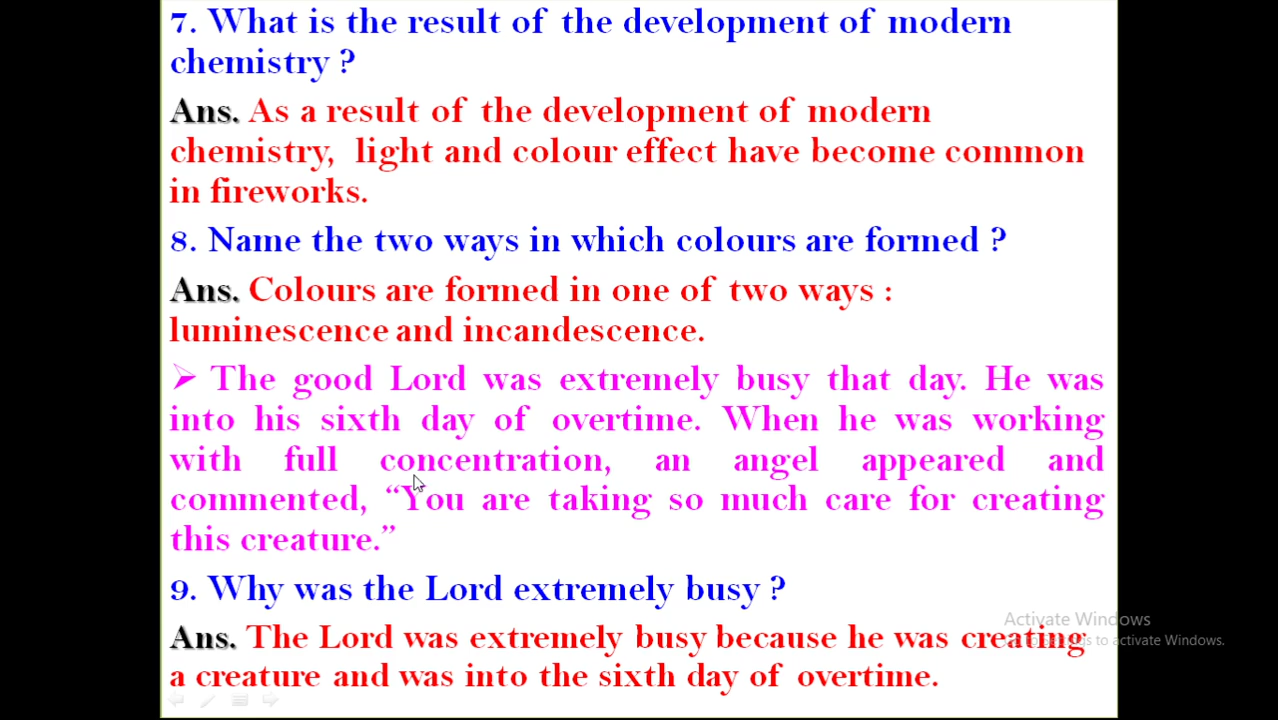 7. What is the result of the development of modern
chemistry ?
Ans. As a result of the development of modern
chemistry, light and colour effect have become common
in fireworks.
8. Name the two ways in which colours are formed ?
Ans. Colours are formed in one of two ways :
luminescence and incandescence.
➢ The good Lord was extremely busy that day. He was
into his sixth day of overtime. When he was working
with full concentration, an angel appeared and
commented, “You are taking so much care for creating
this creature.”
9. Why was the Lord extremely busy ?
Activate Windows
Ans. The Lord was extremely busy because he was creating
to activate Windows.
a creature and was into the sixth day of overtime.